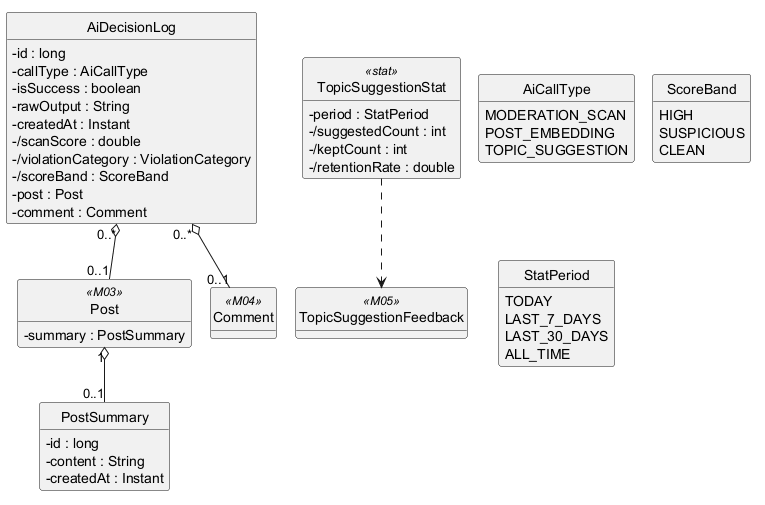 AiDecisionLog
-id : long
-callType : AiCallType
-isSuccess : boolean
-rawOutput : String
-createdAt : Instant
-/scanScore : double
-/violationCategory : ViolationCategory
-/scoreBand : ScoreBand
-post : Post
-comment : Comment
«stat»
TopicSuggestionStat
-period : StatPeriod
-/suggestedCount : int
-/keptCount : int
-/retentionRate : double
AiCallType
MODERATION_SCAN
POST_EMBEDDING
TOPIC_SUGGESTION
ScoreBand
HIGH
SUSPICIOUS
CLEAN
0..*
0..*
0..1
0..1
«M03»
Post
-summary : PostSummary
«M04»
Comment
«M05»
TopicSuggestionFeedback
StatPeriod
TODAY
LAST_7_DAYS
LAST_30_DAYS
ALL_TIME
1
0..1
PostSummary
-id : long
-content : String
-createdAt : Instant